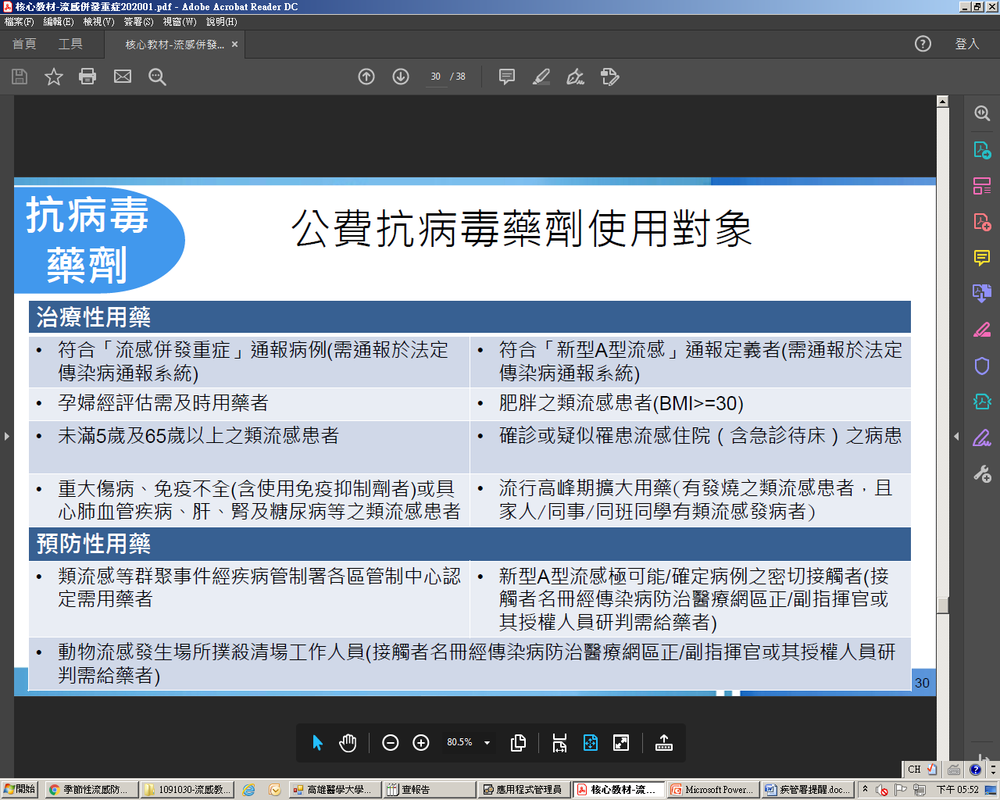 核心教材-流感併發重症202001.pdf - Adobe Acrobat Reader DC
檔案(F) 編輯(E) 檢視(V) 簽署(S) 視窗(W) 說明(H)
首頁 工具 核心教材-流感併發... × 登入
30 / 38
抗病毒
藥劑
公費抗病毒藥劑使用對象
治療性用藥
• 符合「流感併發重症」通報病例(需通報於法定
傳染病通報系統)
• 符合「新型A型流感」通報定義者(需通報於法定
傳染病通報系統)
• 孕婦經評估需及時用藥者
• 肥胖之類流感患者(BMI>=30)
• 未滿5歲及65歲以上之類流感患者
• 確診或疑似罹患流感住院（含急診待床）之病患
• 重大傷病、免疫不全(含使用免疫抑制劑者)或具
心肺血管疾病、肝、腎及糖尿病等之類流感患者
• 流行高峰期擴大用藥(有發燒之類流感患者，且
家人/同事/同班同學有類流感發病者)
預防性用藥
• 類流感等群聚事件經疾病管制署各區管制中心認
定需用藥者
• 新型A型流感極可能/確定病例之密切接觸者(接
觸者名冊經傳染病防治醫療網區正/副指揮官或
其授權人員研判需給藥者)
• 動物流感發生場所撲殺清場工作人員(接觸者名冊經傳染病防治醫療網區正/副指揮官或其授權人員研
判需給藥者)
30
80.5%
CH
開始 季節性流感防... 1091030-流感教... 高雄醫學大學... 查報告 應用程式管理員 核心教材-流... Microsoft Power... 疾管署提醒.doc... 下午 05:52